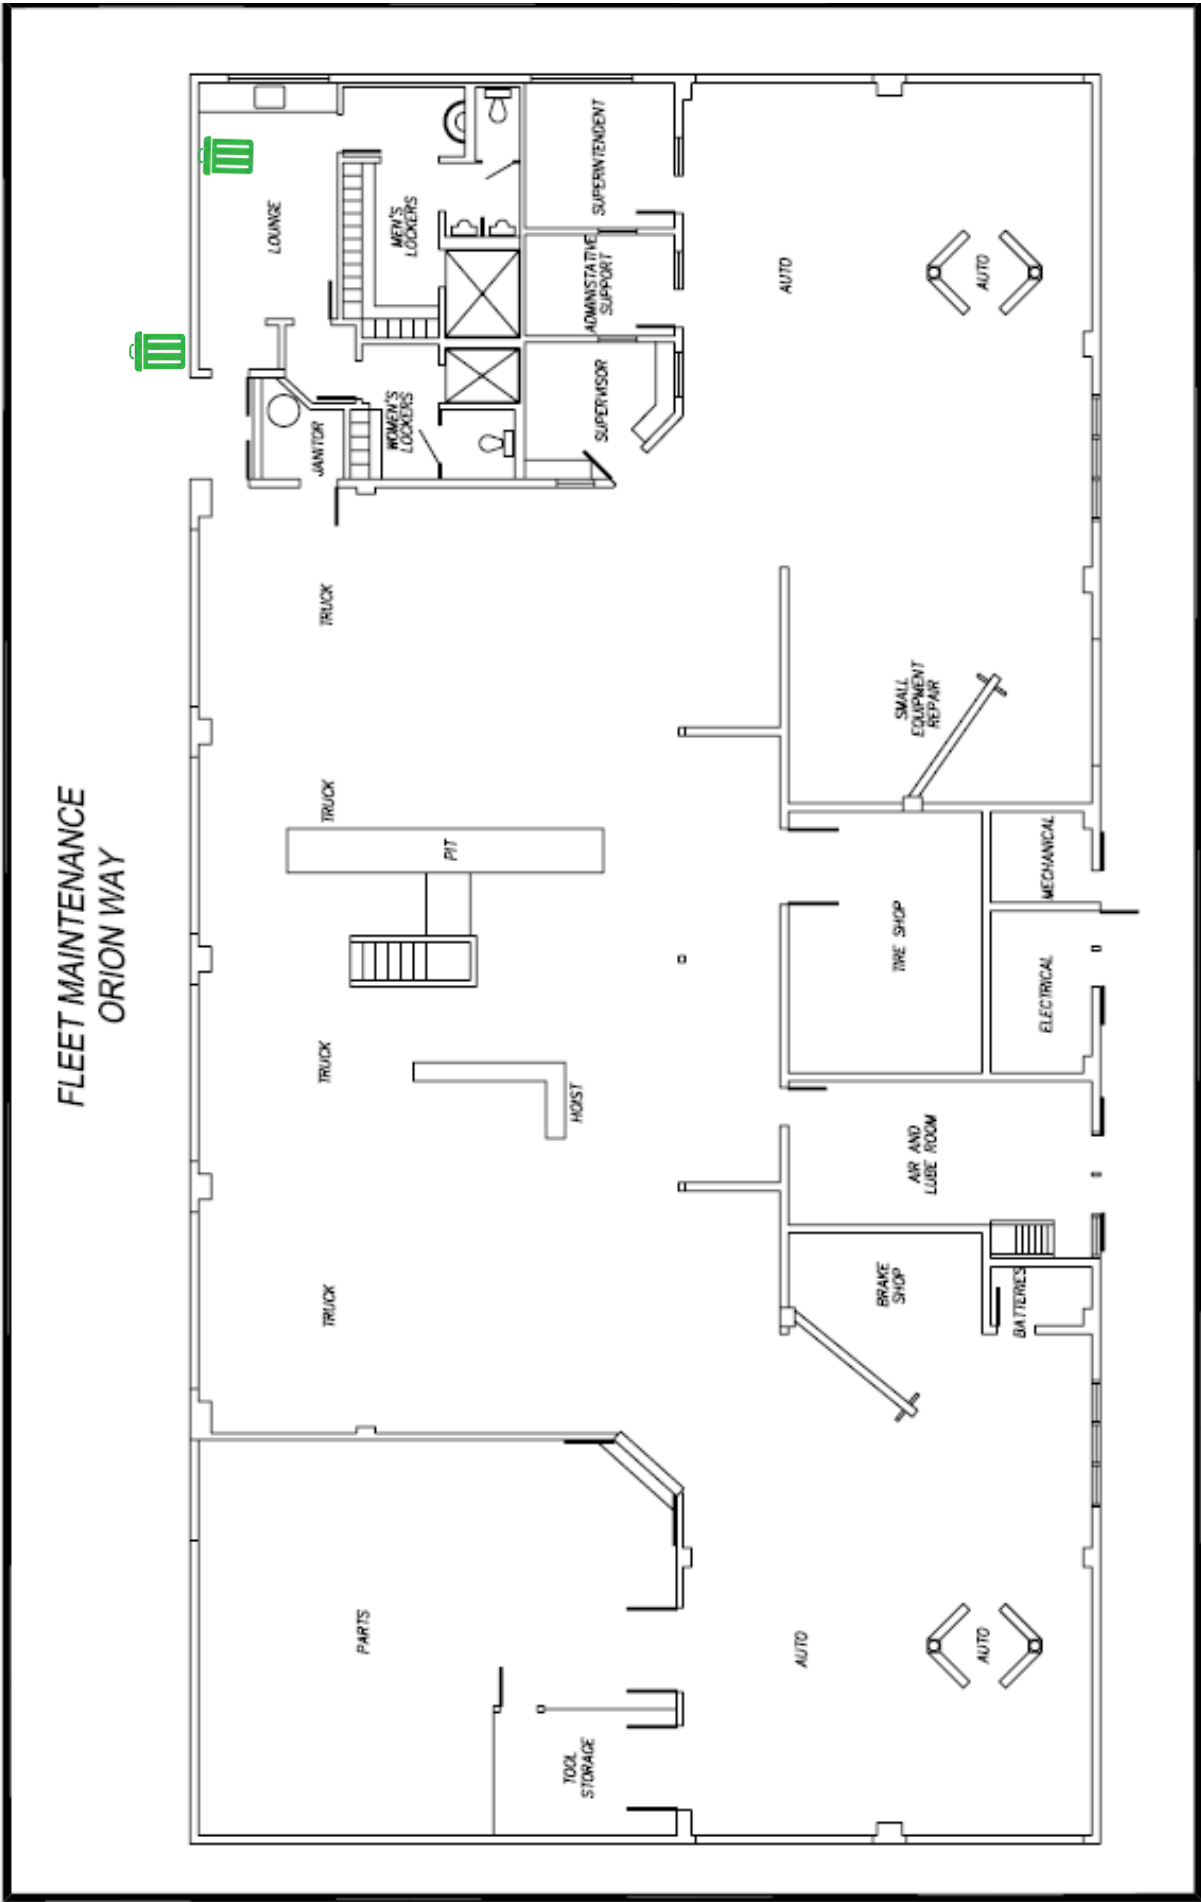 FLEET MAINTENANCE
ORION WAY
LOUNGE
TRUCK
TRUCK
TRUCK
TRUCK
JANITOR
PARTS
WOMEN'S
LOCKERS
MEN'S
LOCKERS
PIT
HOIST
TOOL
STORAGE
SUPERVISOR
ADMINISTATIVE
SUPPORT
SUPERINTENDENT
AUTO
AUTO
BRAKE
SHOP
AIR AND
LUBE ROOM
TIRE SHOP
SMALL
EQUIPMENT
REPAIR
AUTO
AUTO
BATTERIES
ELECTRICAL
MECHANICAL